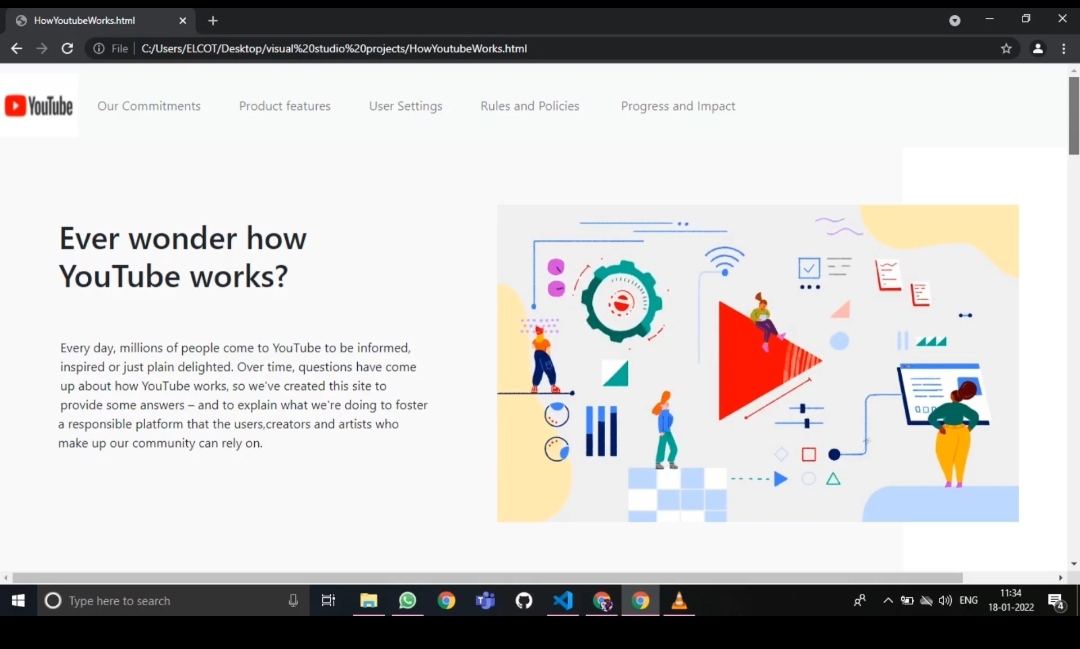 HowYoutubeWorks.html
File
C:/Users/ELCOT/Desktop/visual%20studio%20projects/HowYoutubeWorks.html
YouTube
Our Commitments
Product features
User Settings
Rules and Policies
Progress and Impact
Ever wonder how
YouTube works?
Every day, millions of people come to YouTube to be informed,
inspired or just plain delighted. Over time, questions have come
up about how YouTube works, so we've created this site to
provide some answers – and to explain what we're doing to foster
a responsible platform that the users,creators and artists who
make up our community can rely on.
Type here to search
ENG
11:34
18-01-2022
4